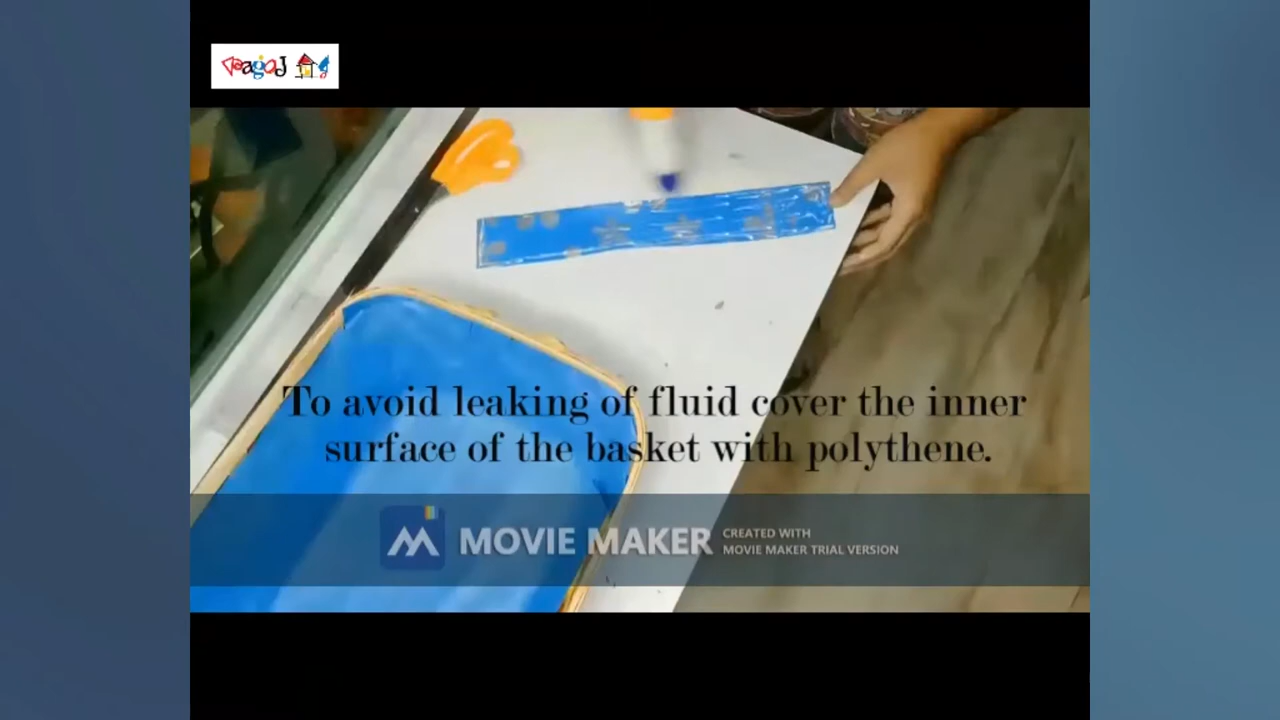 To avoid leaking of fluid cover the inner
surface of the basket with polythene.
MOVIE MAKER
CREATED WITH
MOVIE MAKER TRIAL VERSION